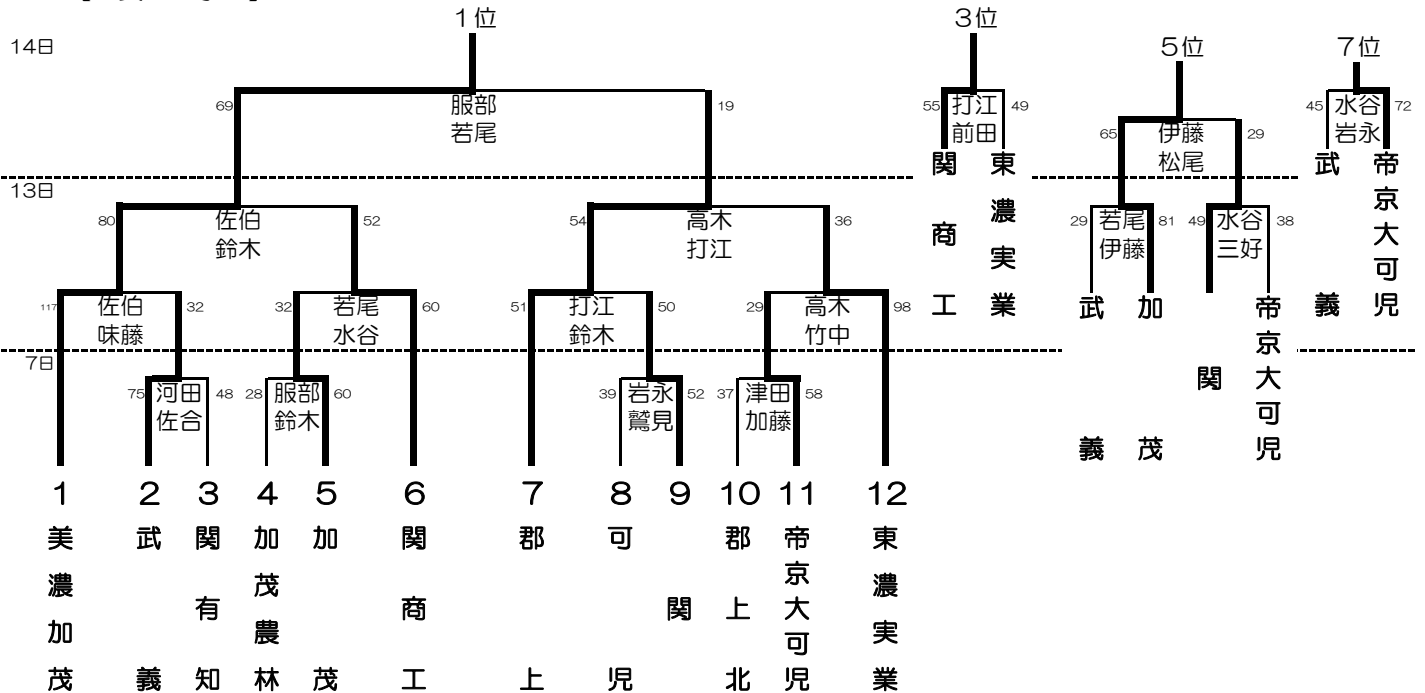 1位
3位
14日
5位
7位
69
服部
若尾
19
55
打江
前田
49
45
水谷
岩永
72
65
伊藤
松尾
29
関商工
東濃実業
武義
帝京大可児
13日
80
佐伯
鈴木
52
54
高木
打江
36
29
若尾
伊藤
81
49
水谷
三好
38
117
佐伯
味藤
32
32
若尾
水谷
60
51
打江
鈴木
50
29
高木
竹中
98
武義
加茂
関
帝京大可児
7日
75
河田
佐合
48
28
服部
鈴木
60
39
岩永
鷲見
52
37
津田
加藤
58
1 2 3 4 5 6 7 8 9 10 11 12
美濃加茂
武義
関有知
加茂農林
加茂
関商工
郡上
可児
関
郡上北
帝京大可児
東濃実業